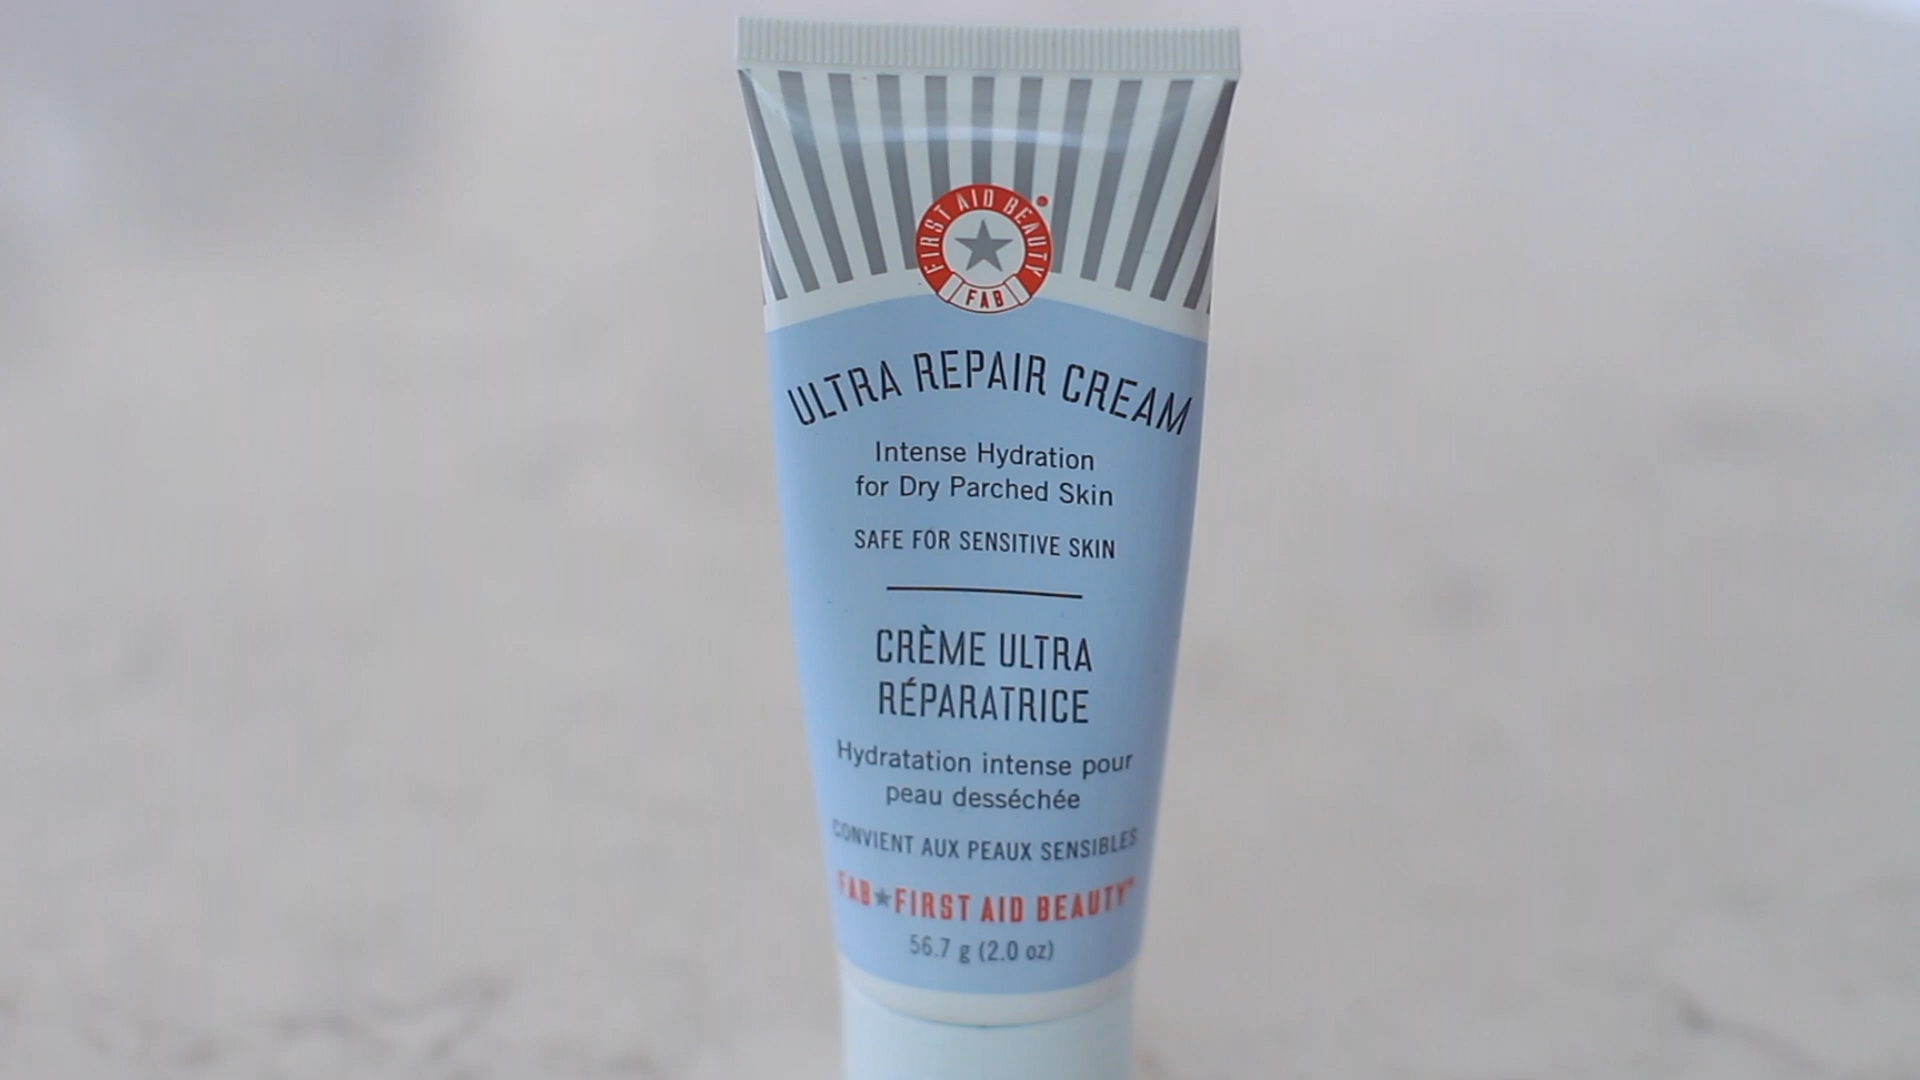 FIRST AID BEAUTY
FAB
ULTRA REPAIR CREAM
Intense Hydration
for Dry Parched Skin
SAFE FOR SENSITIVE SKIN
CRÈME ULTRA
RÉPARATRICE
Hydratation intense pour
peau desséchée
CONVIENT AUX PEAUX SENSIBLES
FAB★FIRST AID BEAUTY®
56.7 g (2.0 oz)